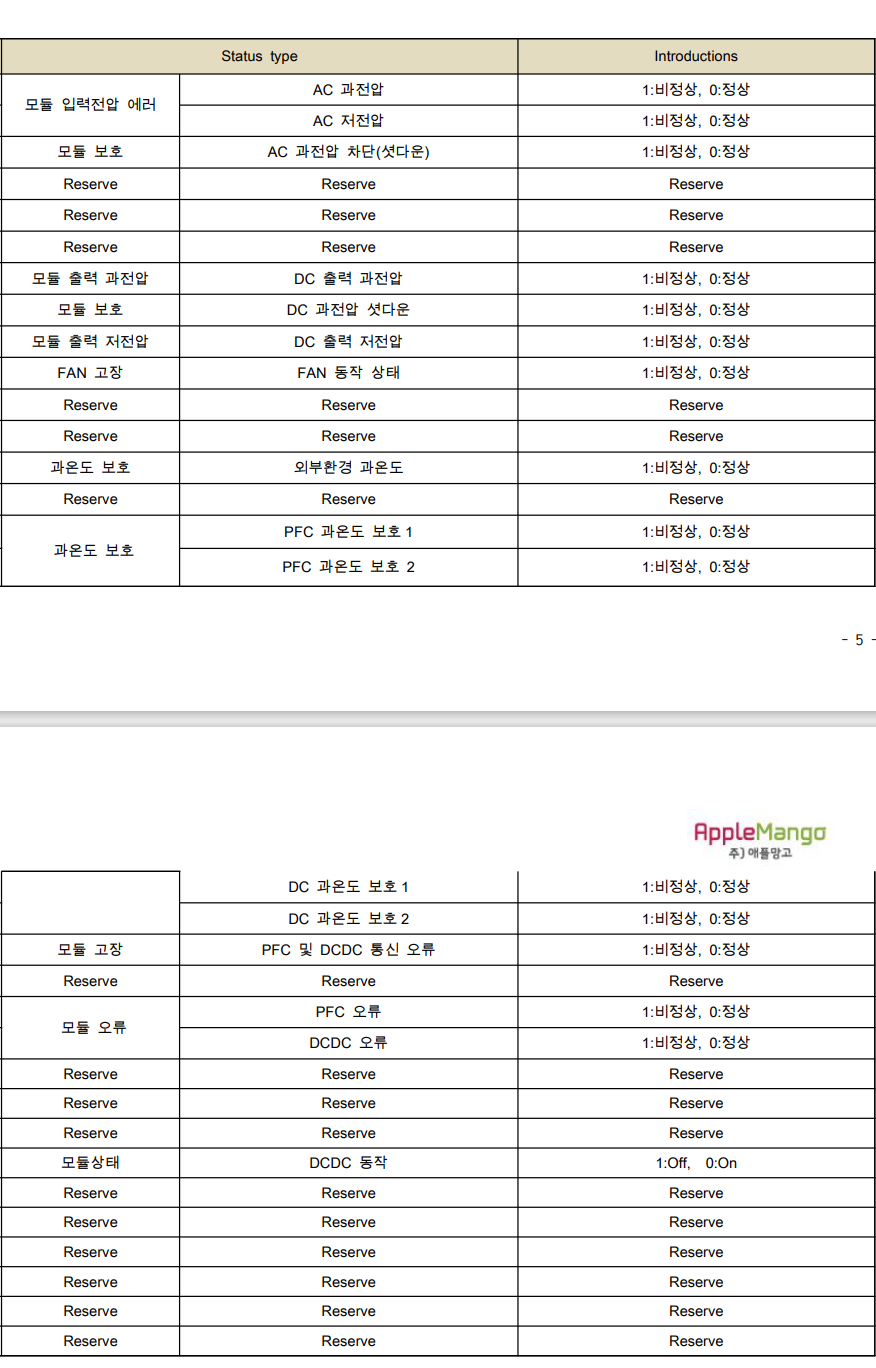 Status type Introductions
모듈 입력전압 에러 AC 과전압 1:비정상, 0:정상
AC 저전압 1:비정상, 0:정상
모듈 보호 AC 과전압 차단(셧다운) 1:비정상, 0:정상
Reserve Reserve Reserve
Reserve Reserve Reserve
Reserve Reserve Reserve
모듈 출력 과전압 DC 출력 과전압 1:비정상, 0:정상
모듈 보호 DC 과전압 셧다운 1:비정상, 0:정상
모듈 출력 저전압 DC 출력 저전압 1:비정상, 0:정상
FAN 고장 FAN 동작 상태 1:비정상, 0:정상
Reserve Reserve Reserve
Reserve Reserve Reserve
과온도 보호 외부환경 과온도 1:비정상, 0:정상
Reserve Reserve Reserve
과온도 보호 PFC 과온도 보호 1 1:비정상, 0:정상
PFC 과온도 보호 2 1:비정상, 0:정상
- 5 -
AppleMango
주) 애플망고
DC 과온도 보호 1 1:비정상, 0:정상
DC 과온도 보호 2 1:비정상, 0:정상
모듈 고장 PFC 및 DCDC 통신 오류 1:비정상, 0:정상
Reserve Reserve Reserve
모듈 오류 PFC 오류 1:비정상, 0:정상
DCDC 오류 1:비정상, 0:정상
Reserve Reserve Reserve
Reserve Reserve Reserve
Reserve Reserve Reserve
모듈상태 DCDC 동작 1:Off, 0:On
Reserve Reserve Reserve
Reserve Reserve Reserve
Reserve Reserve Reserve
Reserve Reserve Reserve
Reserve Reserve Reserve
Reserve Reserve Reserve